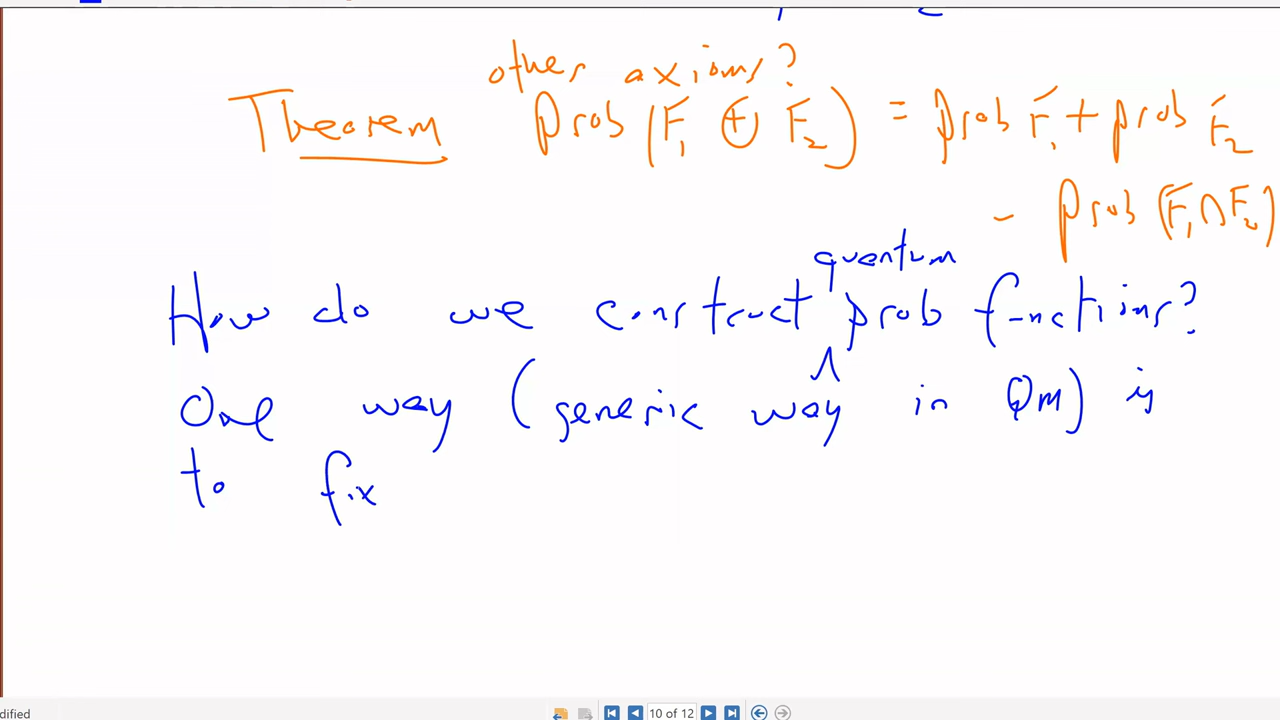 other axioms?
Theorem prob (F₁ ⊕ F₂) = prob F₁ + prob F₂
- prob (F₁ ∩ F₂)
quantum
How do we construct prob functions?
One way (generic way in QM) is
to fix
dified
10 of 12